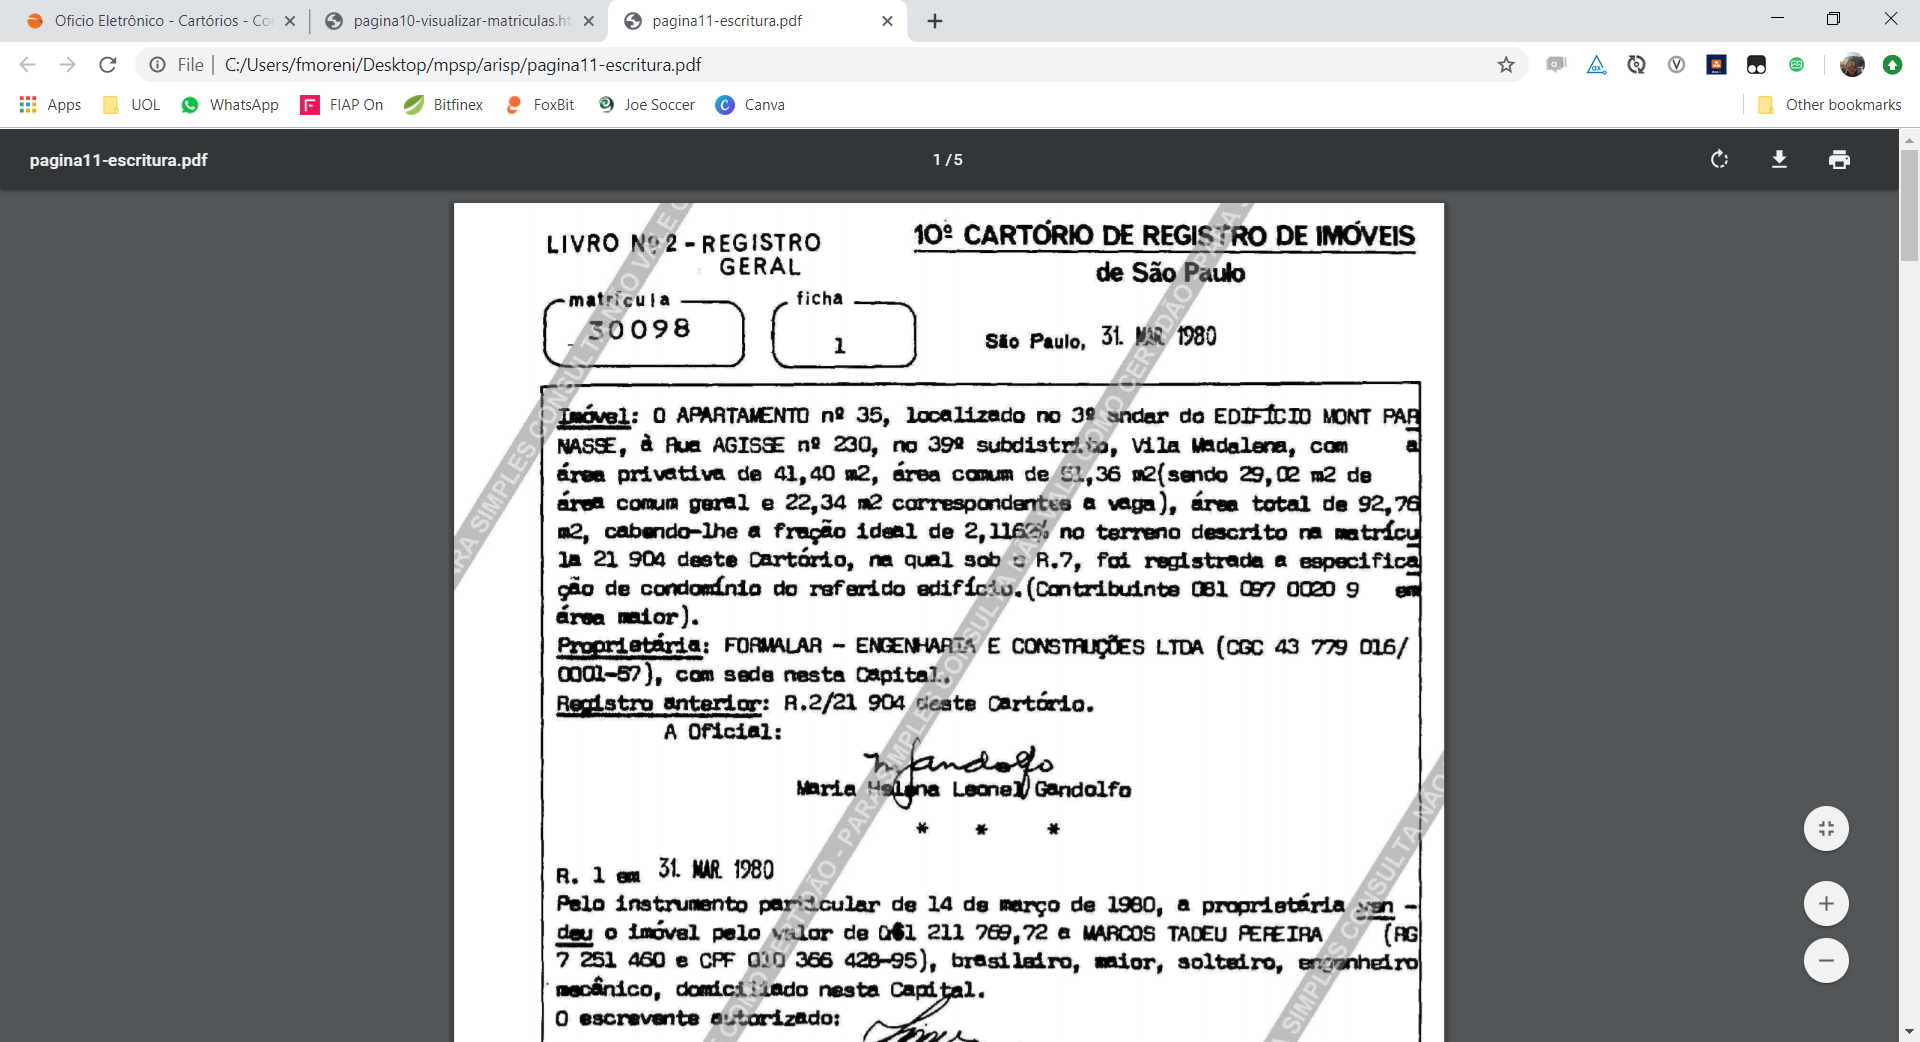 Ofício Eletrônico - Cartórios - Co
pagina10-visualizar-matriculas.ht
pagina11-escritura.pdf
File
C:/Users/fmoreni/Desktop/mpsp/arisp/pagina11-escritura.pdf
Apps
UOL
WhatsApp
FIAP On
Bitfinex
FoxBit
Joe Soccer
Canva
Other bookmarks
pagina11-escritura.pdf
1 / 5
LIVRO Nº 2 - REGISTRO
GERAL
10º CARTÓRIO DE REGISTRO DE IMÓVEIS
de São Paulo
matrícula
30098
ficha
1
São Paulo, 31. MAR 1980
Imóvel: O APARTAMENTO nº 35, localizado no 3º andar do EDIFÍCIO MONT PAR
NASSE, à Rua AGISSE nº 230, no 39º subdistrito, Vila Madalena, com a
área privativa de 41,40 m2, área comum de 51,36 m2(sendo 29,02 m2 de
área comum geral e 22,34 m2 correspondentes a vaga), área total de 92,76
m2, cabendo-lhe a fração ideal de no terreno descrito na matrícu
la 21 904 deste Cartório, na qual sob o R.7, foi registrada a especifica
ção de condomínio do referido edifício.(Contribuinte 081 097 0020 9 em
área maior).
Proprietária: FORMALAR - ENGENHARIA E CONSTRUÇÕES LTDA (CGC 43 779 016/
0001-57), com sede nesta Capital.
Registro anterior: R.2/21 904 deste Cartório.
A Oficial:
Maria Helena Leonel Gandolfo
* * *
R. 1 em 31. MAR. 1980
Pelo instrumento particular de 14 de março de 1980, a proprietária ven -
deu o imóvel pelo valor de 211 769,72 a MARCOS TADEU PEREIRA (RG
7 251 460 e CPF 010 366 428-95), brasileiro, maior, solteiro, engenheiro
mecânico, domiciliado nesta Capital.
O escrevente autorizado: